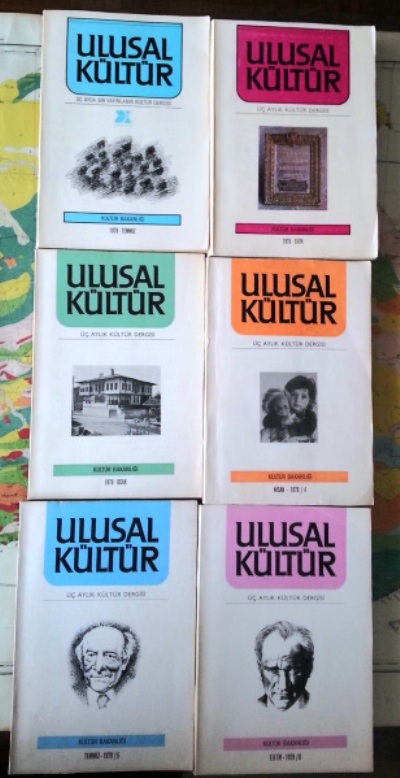 ULUSAL
KÜLTÜR
ÜÇ AYDA BİR YAYINLANIR KÜLTÜR DERGİSİ
KÜLTÜR BAKANLIĞI
1978 TEMMUZ
ULUSAL
KÜLTÜR
ÜÇ AYLIK KÜLTÜR DERGİSİ
KÜLTÜR BAKANLIĞI
1978 EKİM
ULUSAL
KÜLTÜR
ÜÇ AYLIK KÜLTÜR DERGİSİ
KÜLTÜR BAKANLIĞI
1979 OCAK
ULUSAL
KÜLTÜR
ÜÇ AYLIK KÜLTÜR DERGİSİ
KÜLTÜR BAKANLIĞI
NİSAN - 1979/4
ULUSAL
KÜLTÜR
ÜÇ AYLIK KÜLTÜR DERGİSİ
KÜLTÜR BAKANLIĞI
TEMMUZ - 1979/5
ULUSAL
KÜLTÜR
ÜÇ AYLIK KÜLTÜR DERGİSİ
KÜLTÜR BAKANLIĞI
EKİM - 1979/6